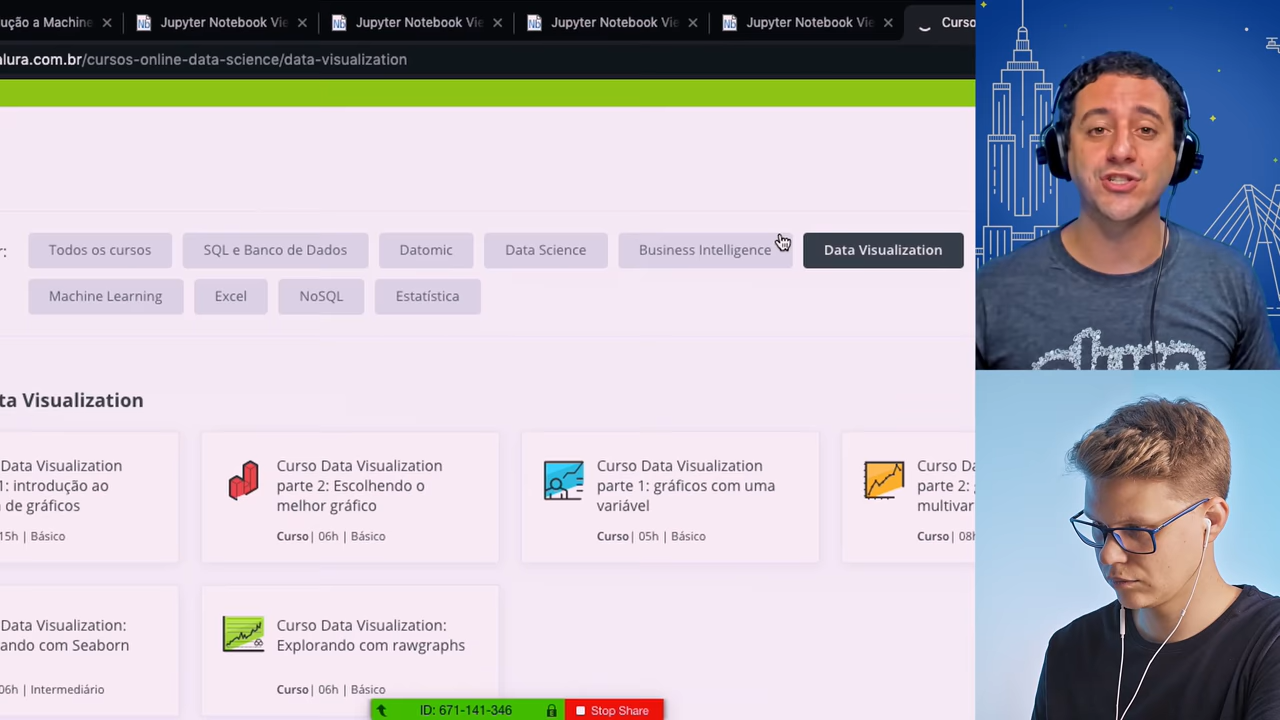 ução a Machine
Jupyter Notebook Vie
Jupyter Notebook Vie
Jupyter Notebook Vie
Jupyter Notebook Vie
Curso
alura.com.br/cursos-online-data-science/data-visualization
r:
Todos os cursos
SQL e Banco de Dados
Datomic
Data Science
Business Intelligence
Data Visualization
Machine Learning
Excel
NoSQL
Estatística
ta Visualization
Data Visualization
1: introdução ao
de gráficos
15h | Básico
Curso Data Visualization
parte 2: Escolhendo o
melhor gráfico
Curso| 06h | Básico
Curso Data Visualization
parte 1: gráficos com uma
variável
Curso| 05h | Básico
Curso Da
parte 2:
multivar
Curso| 08h
Data Visualization:
ando com Seaborn
06h | Intermediário
Curso Data Visualization:
Explorando com rawgraphs
Curso| 06h | Básico
ID: 671-141-346
Stop Share